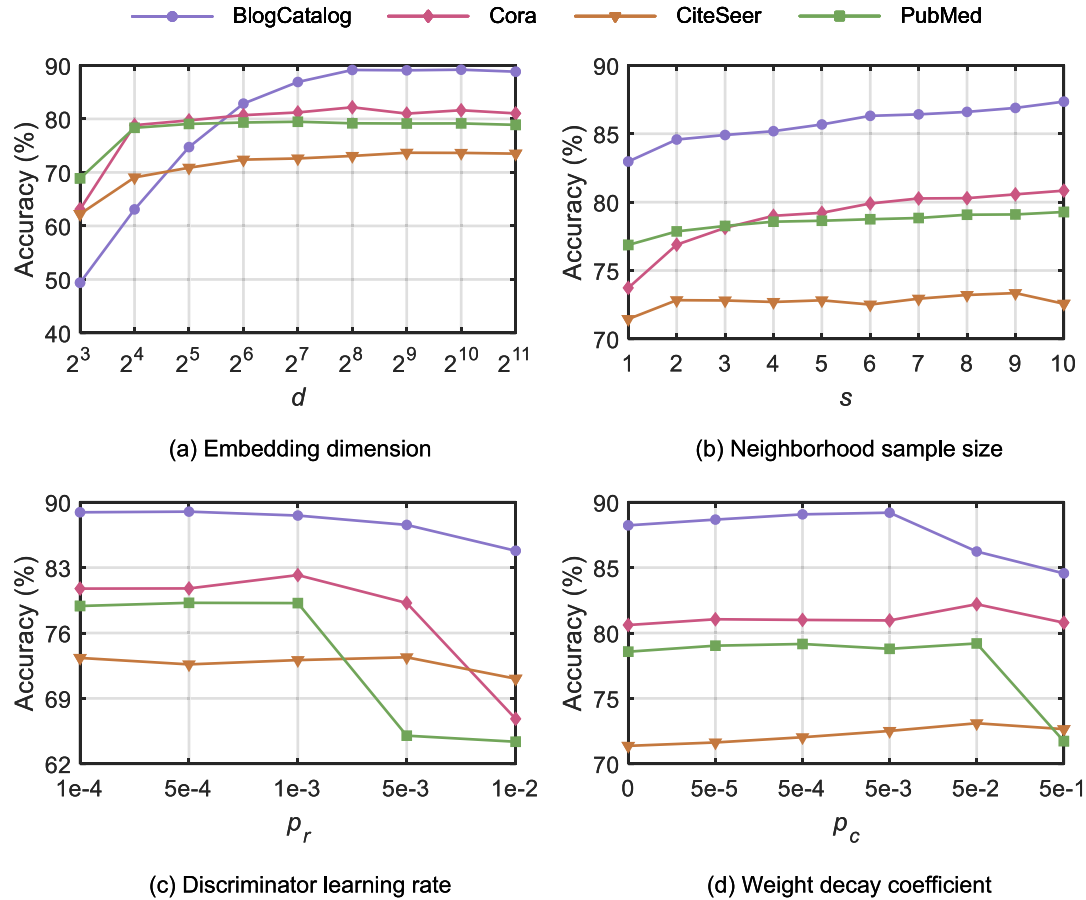 BlogCatalog Cora CiteSeer PubMed
90
80
70
60
50
40
Accuracy (%)
2^3 2^4 2^5 2^6 2^7 2^8 2^9 2^10 2^11
d
(a) Embedding dimension
90
85
80
75
70
Accuracy (%)
1 2 3 4 5 6 7 8 9 10
s
(b) Neighborhood sample size
90
83
76
69
62
Accuracy (%)
1e-4 5e-4 1e-3 5e-3 1e-2
p_r
(c) Discriminator learning rate
90
85
80
75
70
Accuracy (%)
0 5e-5 5e-4 5e-3 5e-2 5e-1
p_c
(d) Weight decay coefficient